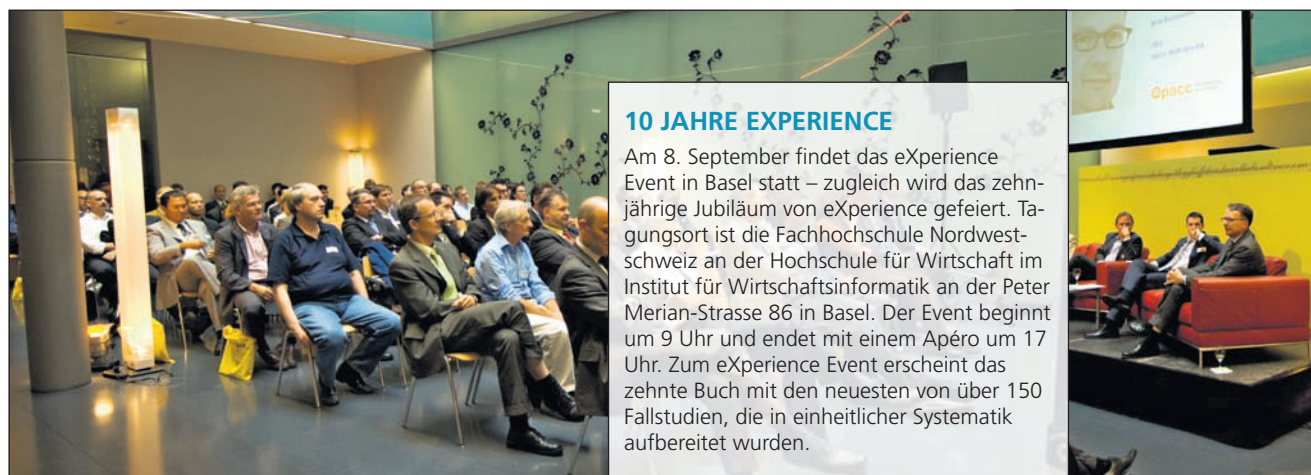 10 JAHRE EXPERIENCE
Am 8. September findet das eXperience
Event in Basel statt – zugleich wird das zehn-
jährige Jubiläum von eXperience gefeiert. Ta-
gungsort ist die Fachhochschule Nordwest-
schweiz an der Hochschule für Wirtschaft im
Institut für Wirtschaftsinformatik an der Peter
Merian-Strasse 86 in Basel. Der Event beginnt
um 9 Uhr und endet mit einem Apéro um 17
Uhr. Zum eXperience Event erscheint das
zehnte Buch mit den neuesten von über 150
Fallstudien, die in einheitlicher Systematik
aufbereitet wurden.
opacc